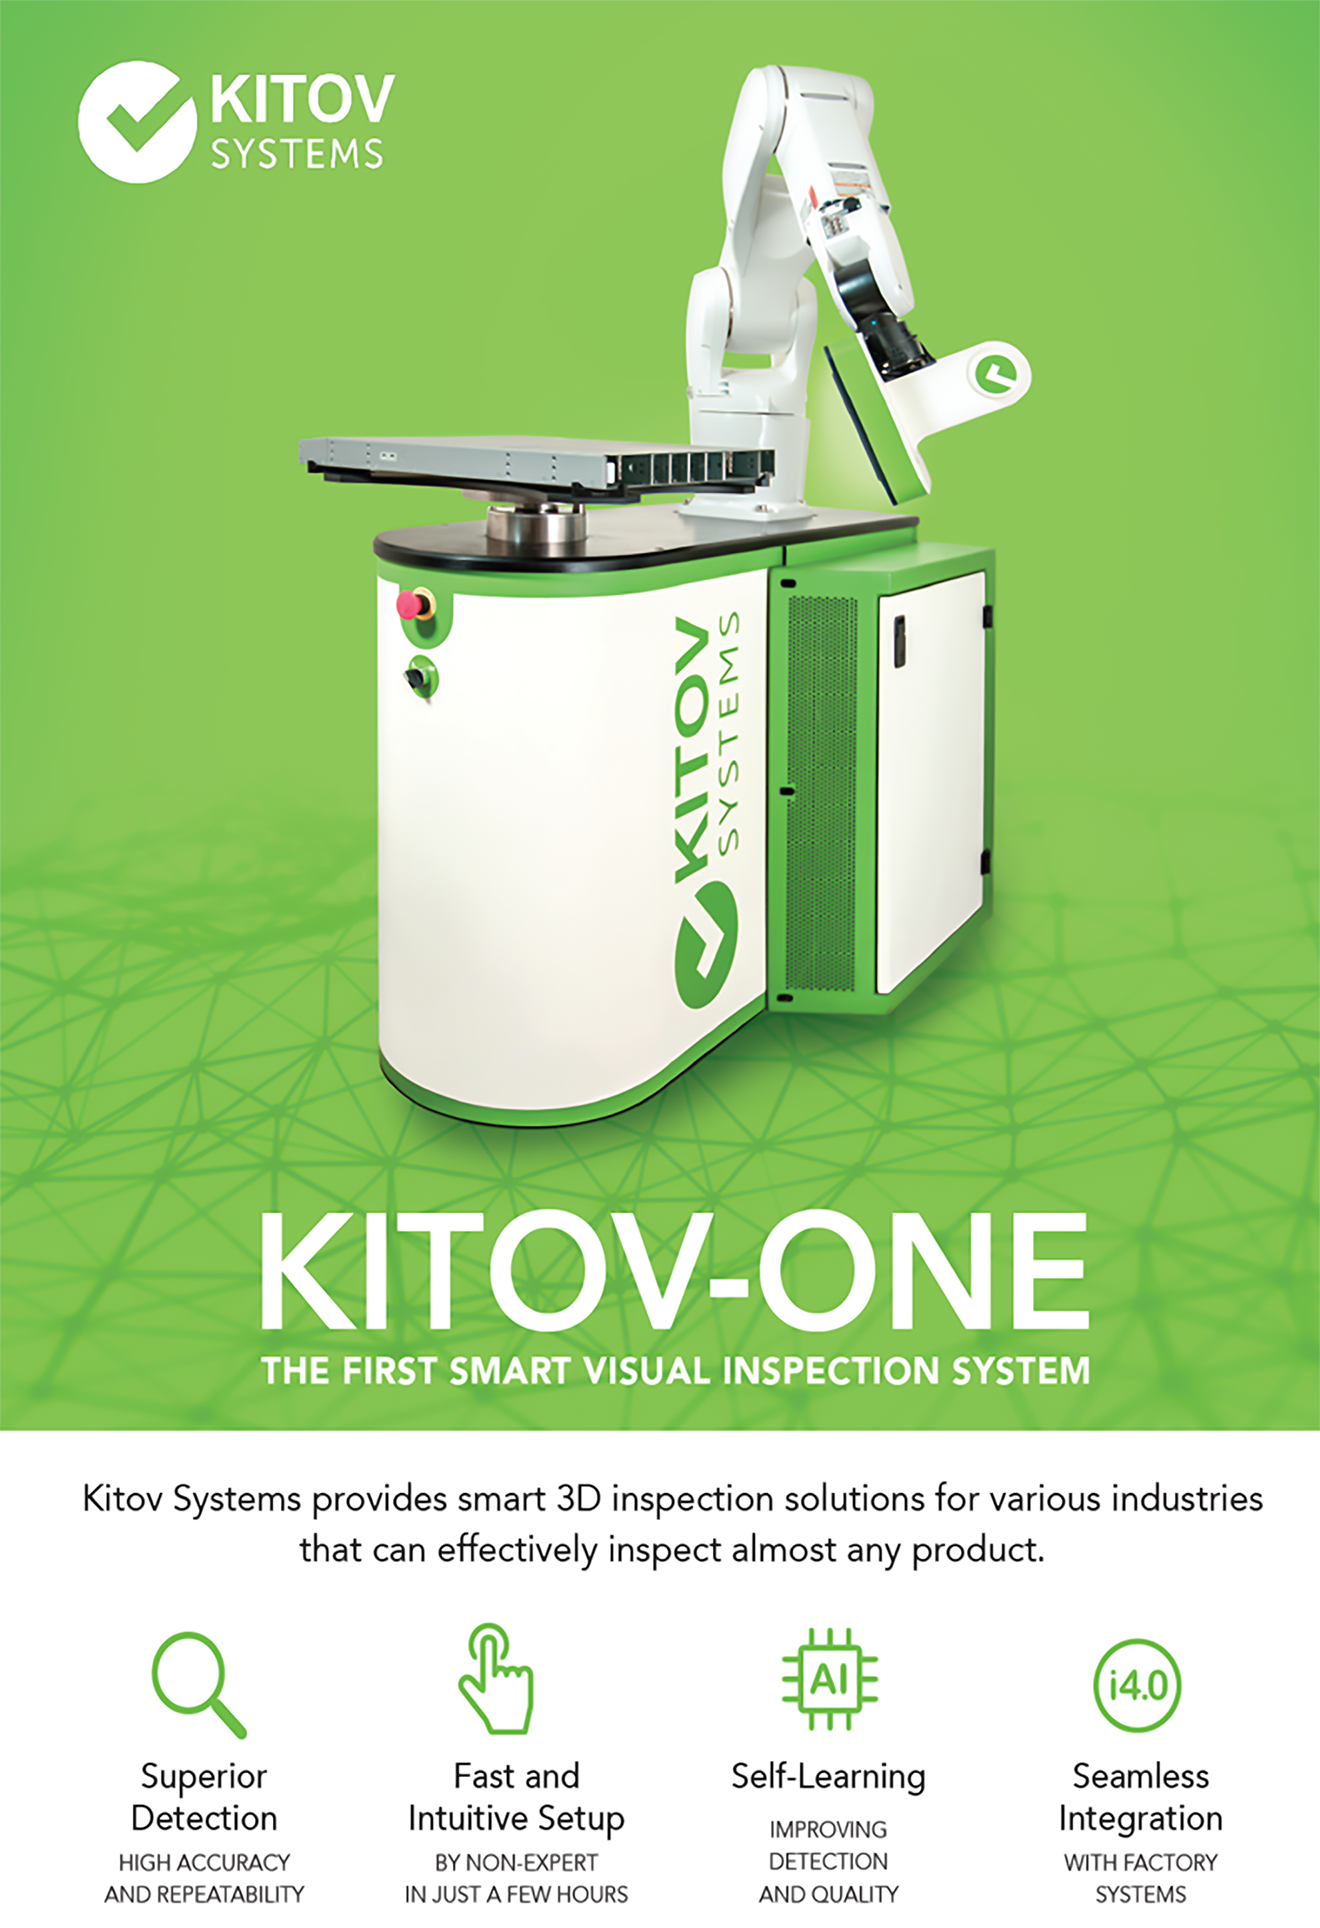 KITOV
SYSTEMS
KITOV
SYSTEMS
KITOV-ONE
THE FIRST SMART VISUAL INSPECTION SYSTEM
Kitov Systems provides smart 3D inspection solutions for various industries
that can effectively inspect almost any product.
Superior
Detection
HIGH ACCURACY
AND REPEATABILITY
Fast and
Intuitive Setup
BY NON-EXPERT
IN JUST A FEW HOURS
AI
Self-Learning
IMPROVING
DETECTION
AND QUALITY
i4.0
Seamless
Integration
WITH FACTORY
SYSTEMS